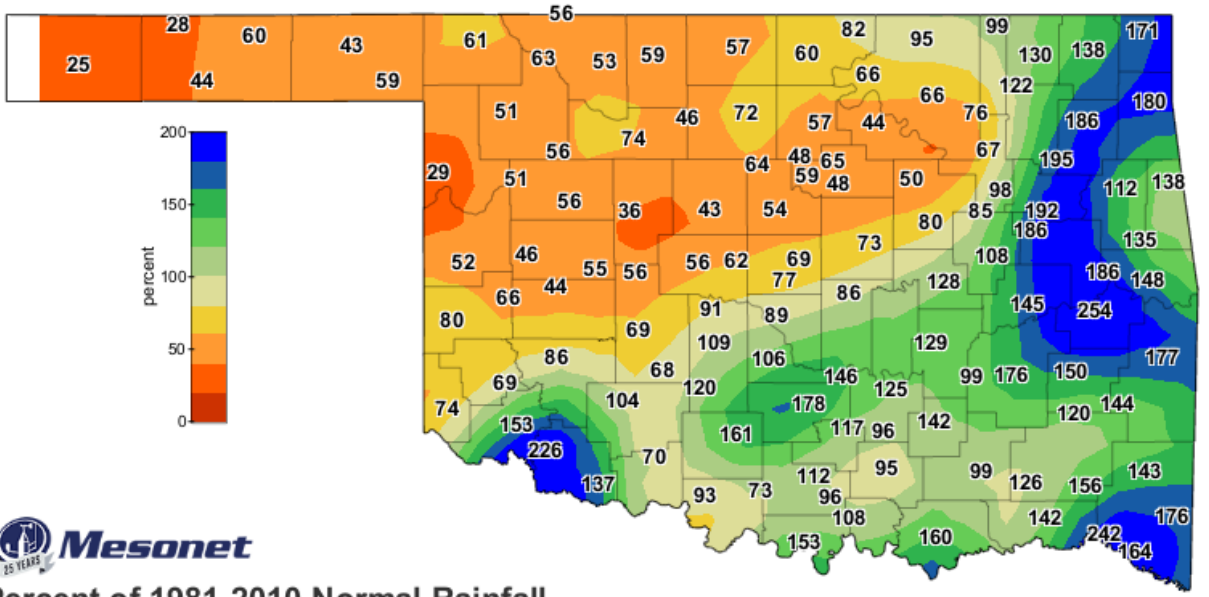 56
28 60 43 61 82 95 99 171
25 44 59 63 53 59 57 60 66 130 138
51 74 46 72 57 44 66 76 122 186 180
200
56 64 48 65 67 195
29 51 59 48 50 98 112 138
150
56 36 43 54 80 85 192
73 186 135
52 46 55 56 56 62 69 108
percent
100
66 44 77 86 128 186 148
80 69 91 89 145 254
50
86 109 106 129 177
69 68 120 146 125 99 176 150
74 104 178 120 144
0
153 161 117 96 142
226 70 95 99 143
137 93 73 112 96 126 156
108 142 176
153 160 242 164
25 YEARS
Mesonet
Percent of 1981-2010 Normal Rainfall